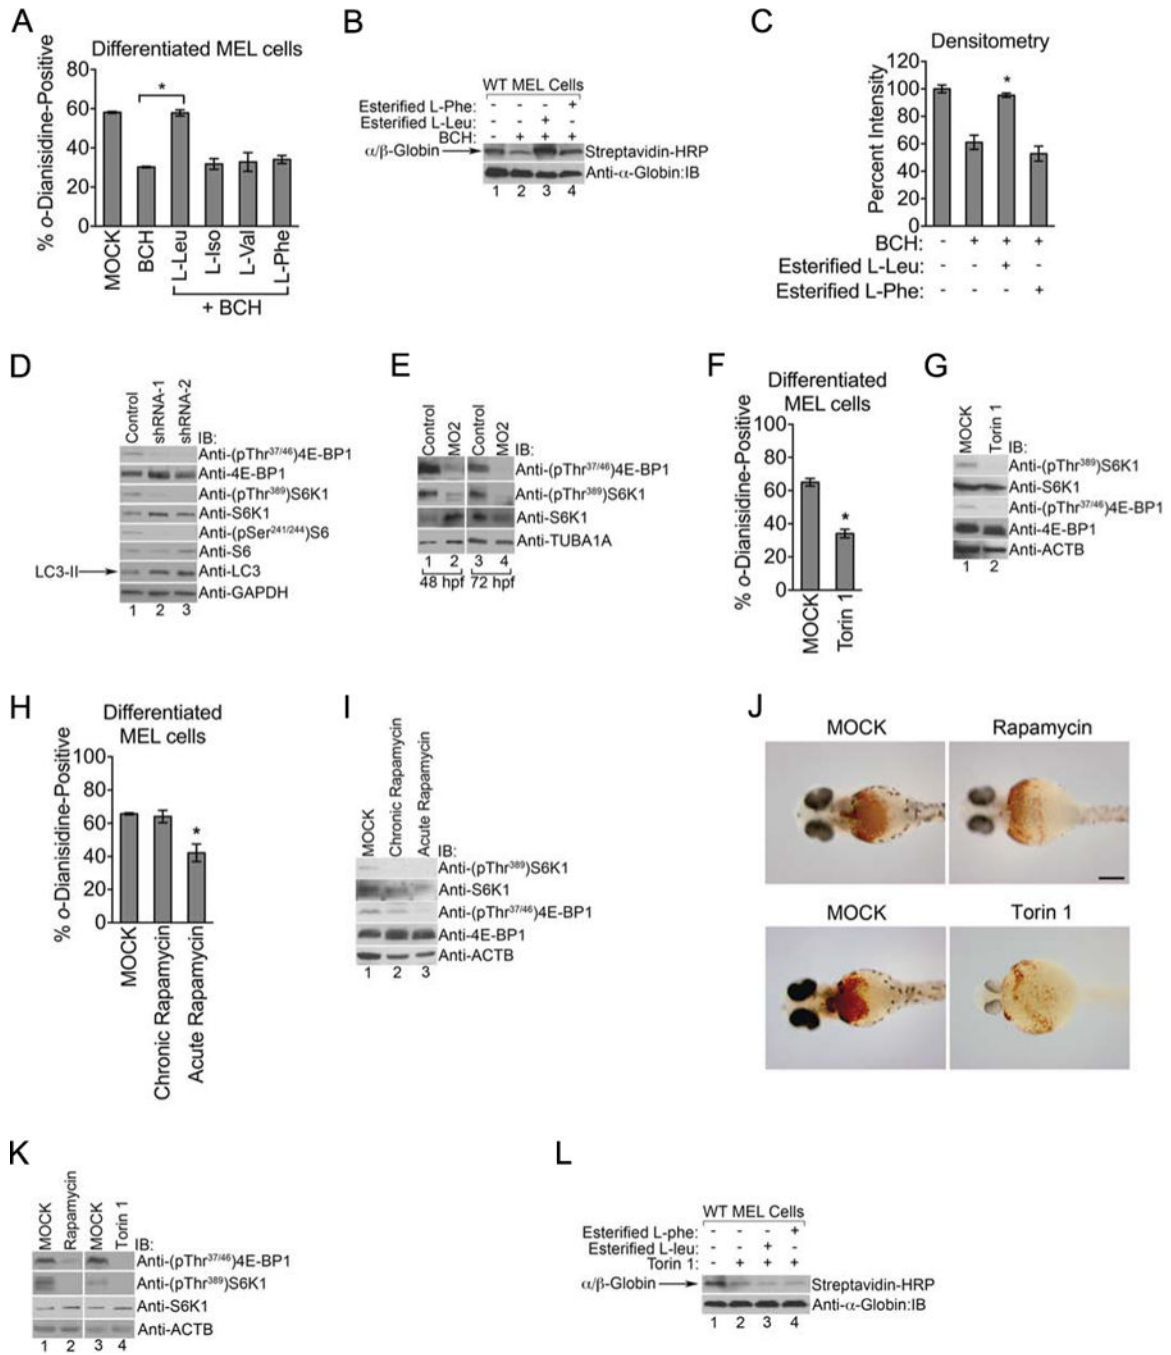 A
Differentiated MEL cells
% o-Dianisidine-Positive
80
60
40
20
0
*
MOCK
BCH
L-Leu
L-Iso
L-Val
L-Phe
+ BCH
B
WT MEL Cells
Esterified L-Phe: - - - +
Esterified L-Leu: - - + -
BCH: - + + +
α/β-Globin
Streptavidin-HRP
Anti-α-Globin:IB
1 2 3 4
C
Densitometry
Percent Intensity
120
100
80
60
40
20
0
*
BCH: - + + +
Esterified L-Leu: - - + -
Esterified L-Phe: - - - +
D
Control
shRNA-1
shRNA-2
IB:
Anti-(pThr37/46)4E-BP1
Anti-4E-BP1
Anti-(pThr389)S6K1
Anti-S6K1
Anti-(pSer241/244)S6
Anti-S6
LC3-II
Anti-LC3
Anti-GAPDH
1 2 3
E
Control
MO2
Control
MO2
IB:
Anti-(pThr37/46)4E-BP1
Anti-(pThr389)S6K1
Anti-S6K1
Anti-TUBA1A
1 2 3 4
48 hpf 72 hpf
F
Differentiated
MEL cells
% o-Dianisidine-Positive
100
80
60
40
20
0
*
MOCK
Torin 1
G
MOCK
Torin 1
IB:
Anti-(pThr389)S6K1
Anti-S6K1
Anti-(pThr37/46)4E-BP1
Anti-4E-BP1
Anti-ACTB
1 2
H
Differentiated
MEL cells
% o-Dianisidine-Positive
100
80
60
40
20
0
*
MOCK
Chronic Rapamycin
Acute Rapamycin
I
MOCK
Chronic Rapamycin
Acute Rapamycin
IB:
Anti-(pThr389)S6K1
Anti-S6K1
Anti-(pThr37/46)4E-BP1
Anti-4E-BP1
Anti-ACTB
1 2 3
J
MOCK Rapamycin
MOCK Torin 1
K
MOCK
Rapamycin
MOCK
Torin 1
IB:
Anti-(pThr37/46)4E-BP1
Anti-(pThr389)S6K1
Anti-S6K1
Anti-ACTB
1 2 3 4
L
WT MEL Cells
Esterified L-phe: - - - +
Esterified L-leu: - - + -
Torin 1: - + + +
α/β-Globin
Streptavidin-HRP
Anti-α-Globin:IB
1 2 3 4